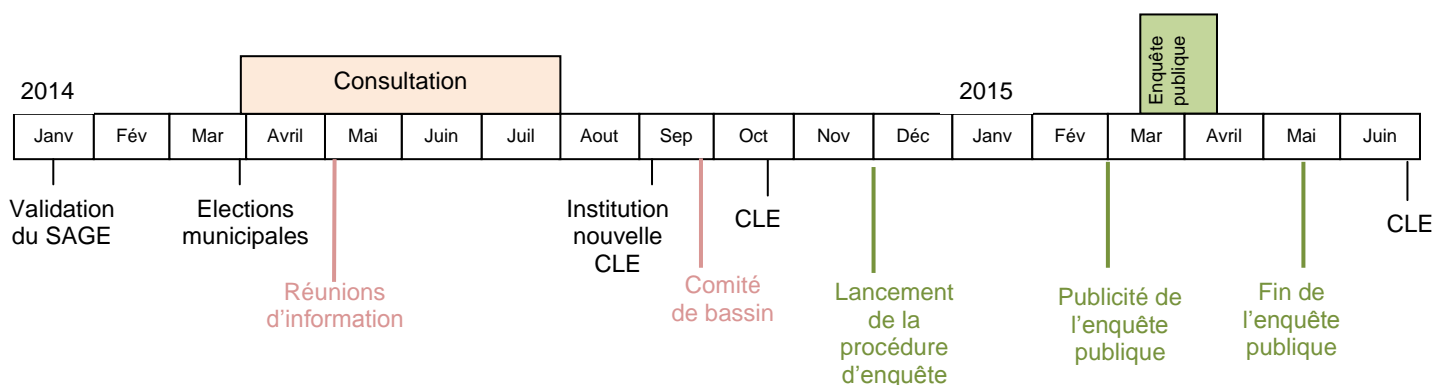 Enquête
publique
Consultation
2014
2015
Janv Fév Mar Avril Mai Juin Juil Aout Sep Oct Nov Déc Janv Fév Mar Avril Mai Juin
Validation
du SAGE
Elections
municipales
Réunions
d'information
Institution
nouvelle
CLE
Comité
de bassin
CLE
Lancement
de la
procédure
d'enquête
Publicité de
l'enquête
publique
Fin de
l'enquête
publique
CLE